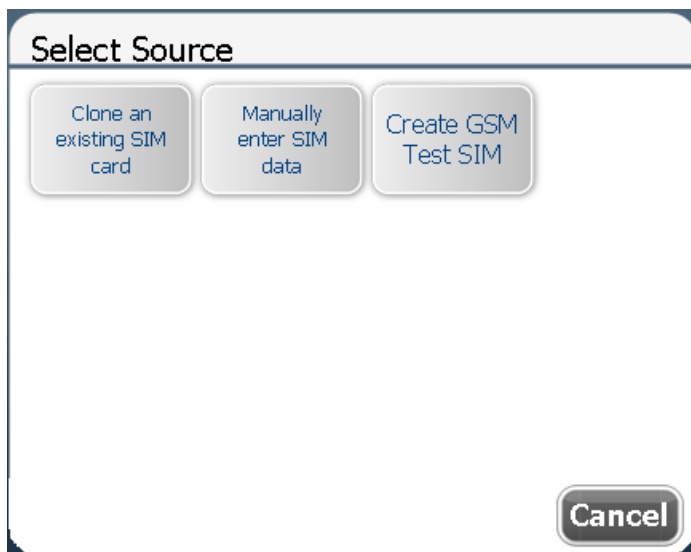 Select Source
Clone an
existing SIM
card
Manually
enter SIM
data
Create GSM
Test SIM
Cancel